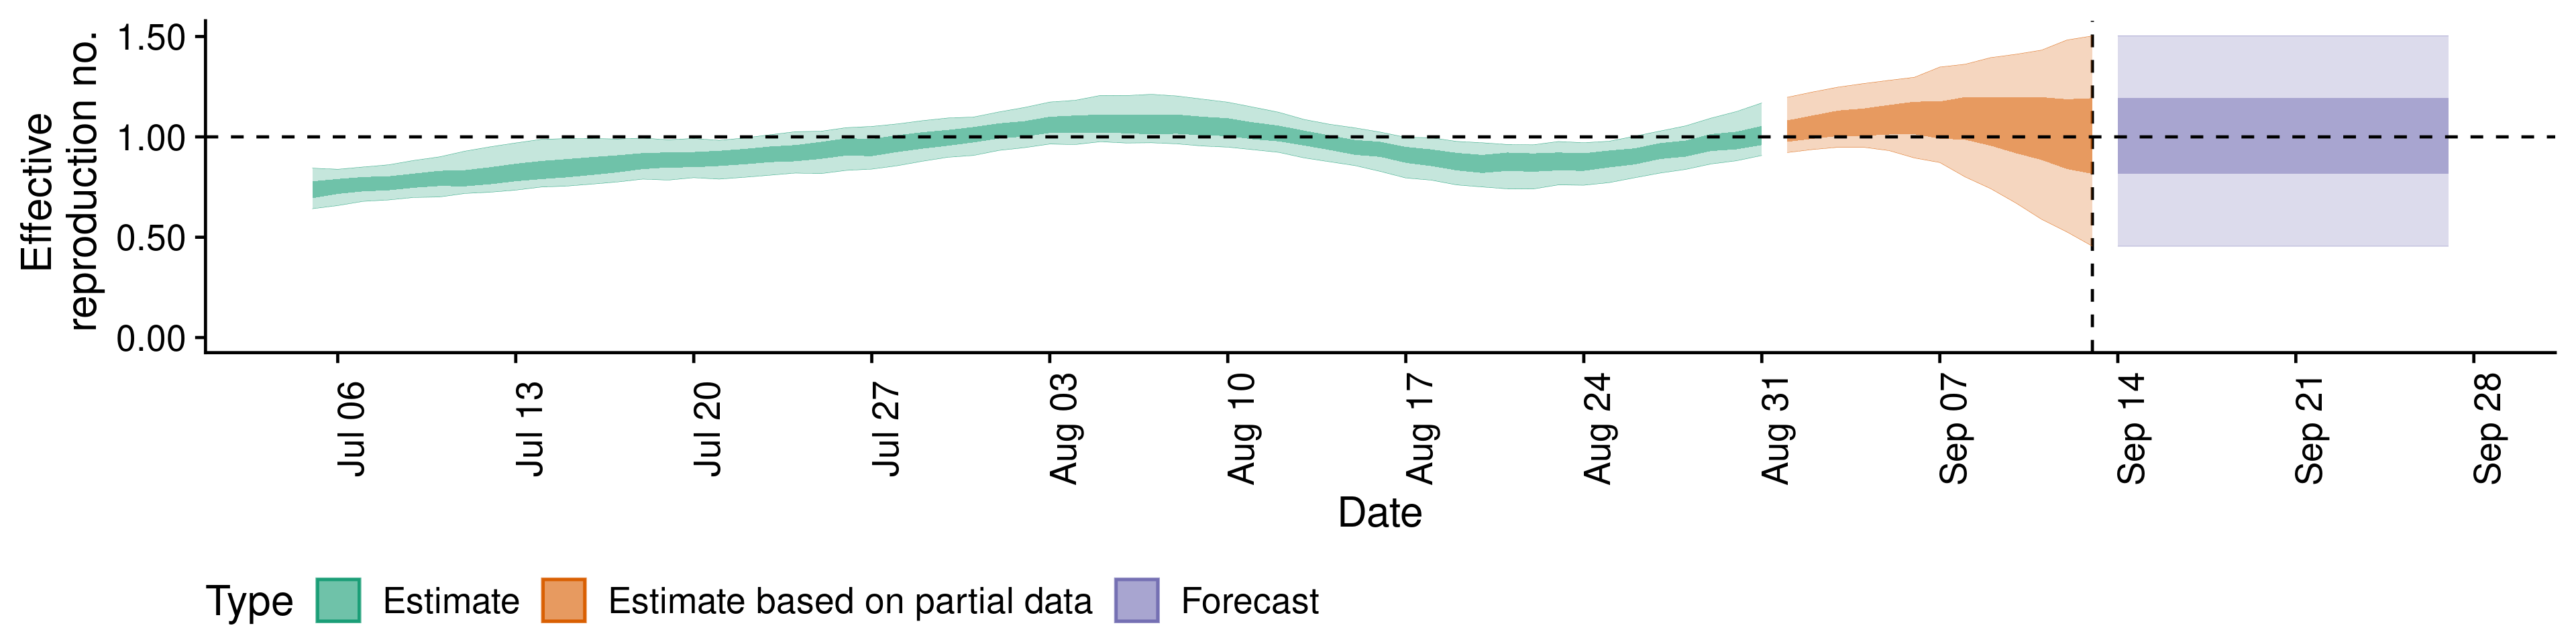 Effective
reproduction no.
1.50
1.00
0.50
0.00
Jul 06
Jul 13
Jul 20
Jul 27
Aug 03
Aug 10
Aug 17
Aug 24
Aug 31
Sep 07
Sep 14
Sep 21
Sep 28
Date
Type Estimate Estimate based on partial data Forecast